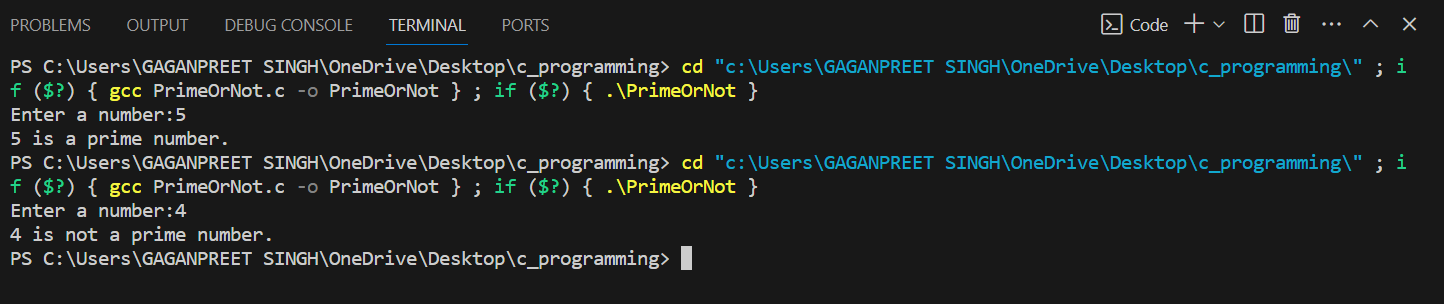 PROBLEMS OUTPUT DEBUG CONSOLE TERMINAL PORTS Code
PS C:\Users\GAGANPREET SINGH\OneDrive\Desktop\c_programming> cd "c:\Users\GAGANPREET SINGH\OneDrive\Desktop\c_programming\" ; i
f ($?) { gcc PrimeOrNot.c -o PrimeOrNot } ; if ($?) { .\PrimeOrNot }
Enter a number:5
5 is a prime number.
PS C:\Users\GAGANPREET SINGH\OneDrive\Desktop\c_programming> cd "c:\Users\GAGANPREET SINGH\OneDrive\Desktop\c_programming\" ; i
f ($?) { gcc PrimeOrNot.c -o PrimeOrNot } ; if ($?) { .\PrimeOrNot }
Enter a number:4
4 is not a prime number.
PS C:\Users\GAGANPREET SINGH\OneDrive\Desktop\c_programming>